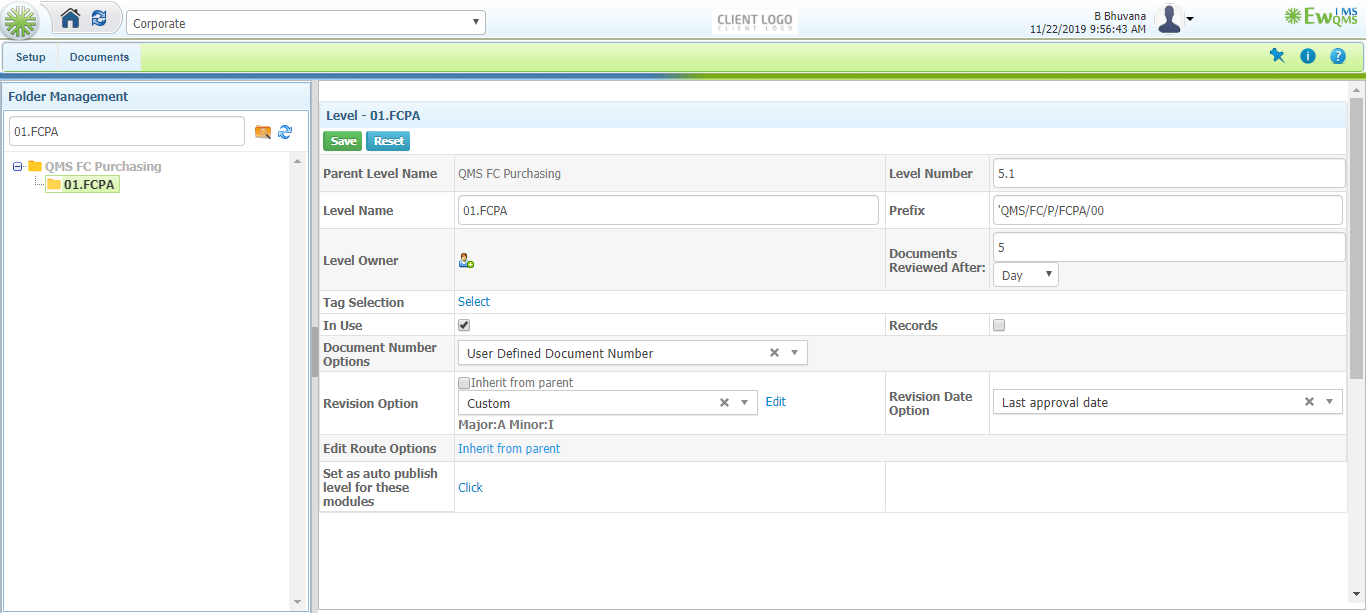 Corporate
CLIENT LOGO
CLIENT LOGO
B Bhuvana
11/22/2019 9:56:43 AM
EwQMS
iMS
Setup
Documents
Folder Management
01.FCPA
QMS FC Purchasing
01.FCPA
Level - 01.FCPA
Save
Reset
Parent Level Name
QMS FC Purchasing
Level Number
5.1
Level Name
01.FCPA
Prefix
'QMS/FC/P/FCPA/00
Level Owner
Documents
Reviewed After:
5
Day
Tag Selection
Select
In Use
Records
Document Number
Options
User Defined Document Number
Revision Option
Inherit from parent
Custom
Edit
Major:A Minor:I
Revision Date
Option
Last approval date
Edit Route Options
Inherit from parent
Set as auto publish
level for these
modules
Click